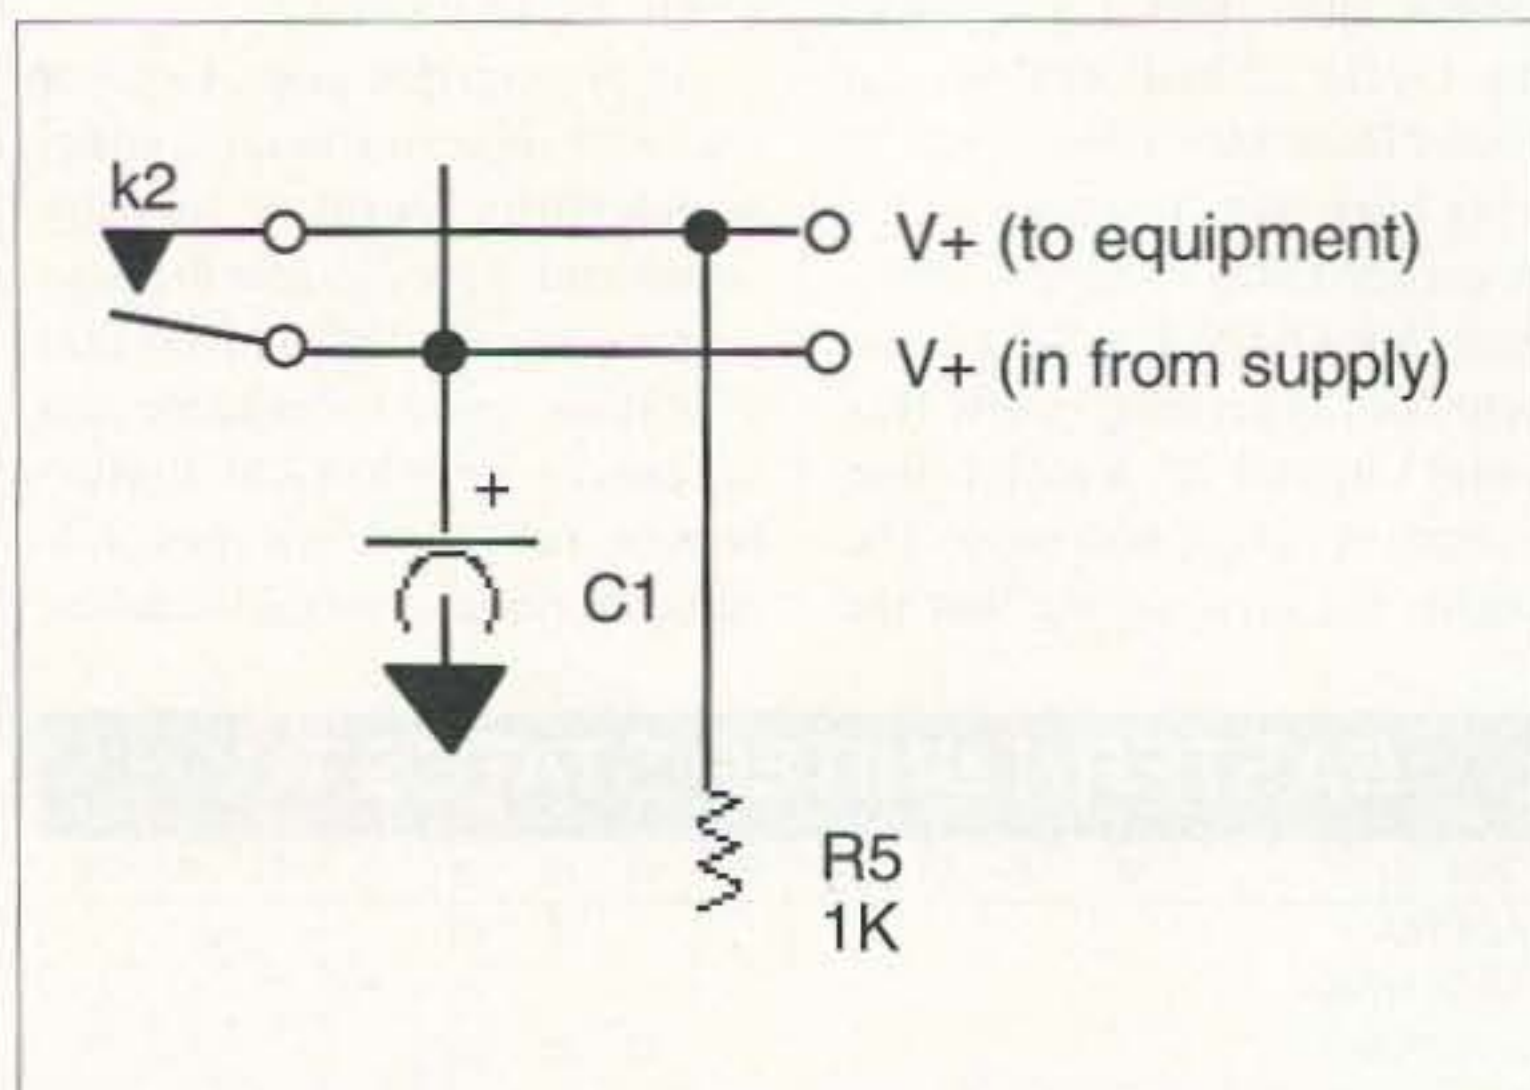 k2
V+ (to equipment)
V+ (in from supply)
+
C1
R5
1K